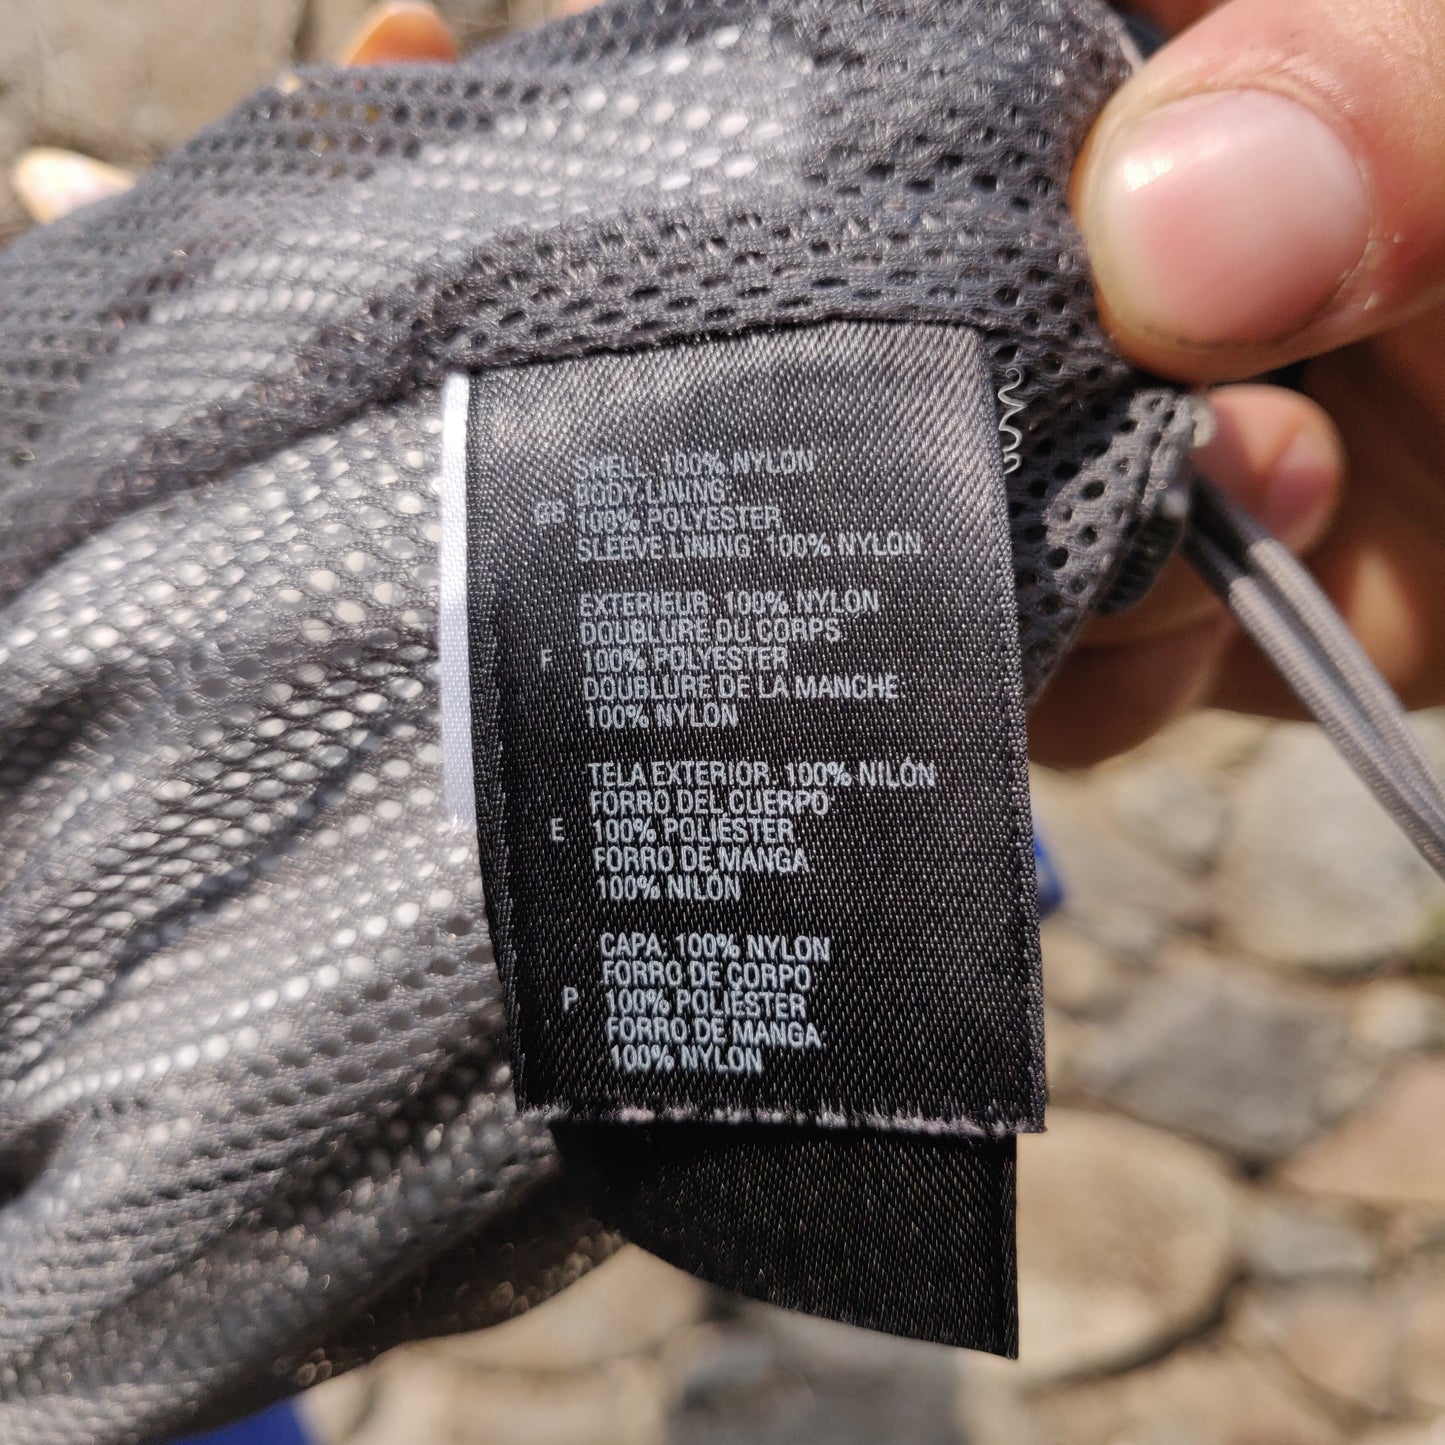 SHELL, 100% NYLON
BODY LINING
GB 100% POLYESTER
SLEEVE LINING, 100% NYLON
EXTERIEUR, 100% NYLON
DOUBLURE DU CORPS
F 100% POLYESTER
DOUBLURE DE LA MANCHE
100% NYLON
TELA EXTERIOR, 100% NILÓN
FORRO DEL CUERPO
E 100% POLIÉSTER
FORRO DE MANGA
100% NILÓN
CAPA, 100% NYLON
FORRO DE CORPO
P 100% POLIÉSTER
FORRO DE MANGA
100% NYLON